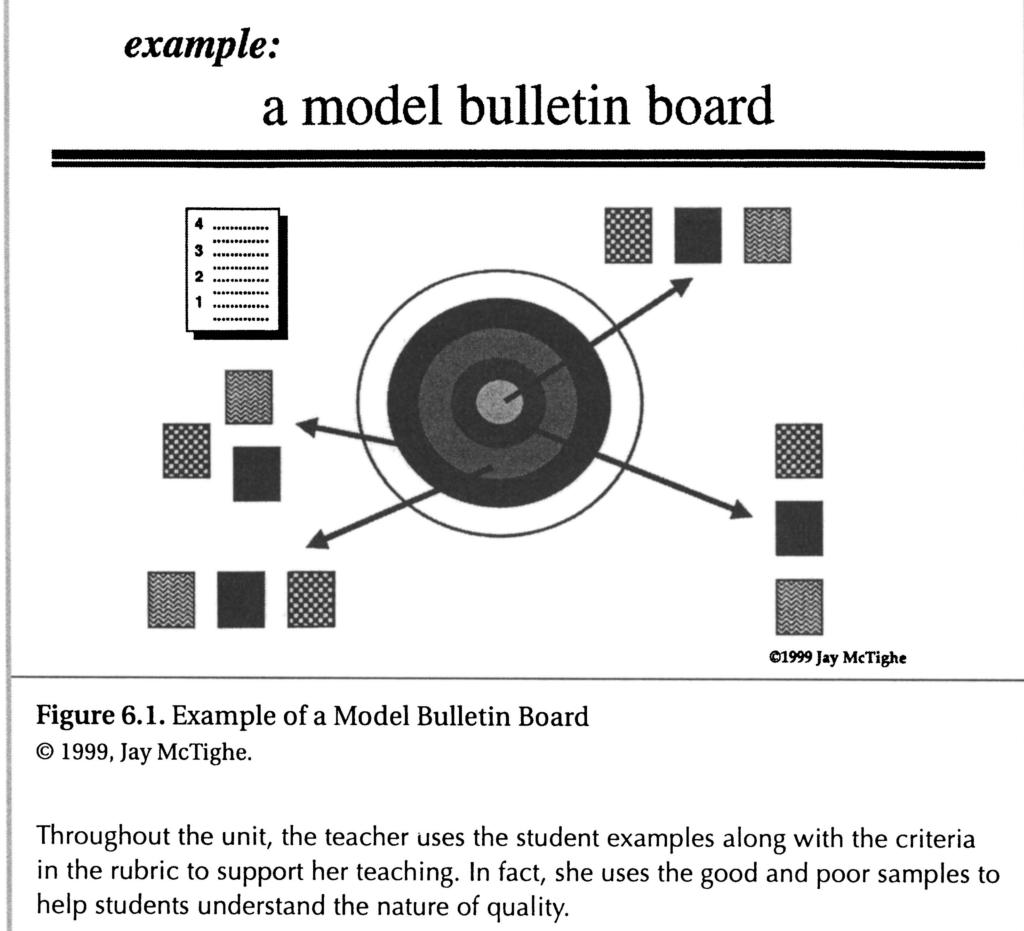 example:
a model bulletin board
4 ............
............
3 ............
............
2 ............
............
1 ............
............
©1999 Jay McTighe
Figure 6.1. Example of a Model Bulletin Board
© 1999, Jay McTighe.
Throughout the unit, the teacher uses the student examples along with the criteria
in the rubric to support her teaching. In fact, she uses the good and poor samples to
help students understand the nature of quality.